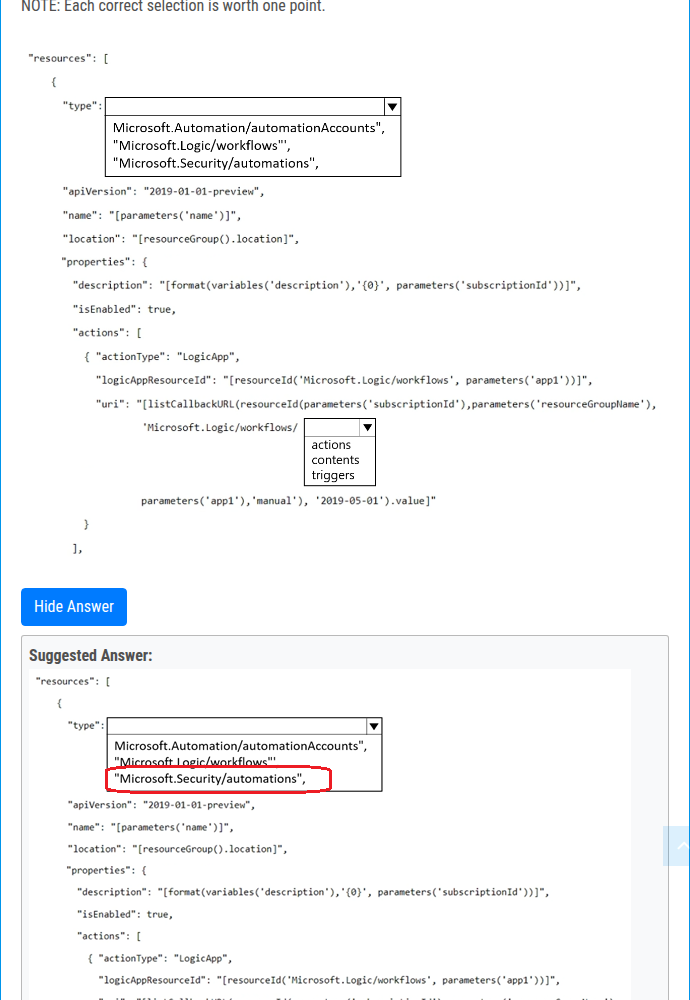 NOTE: Each correct selection is worth one point.
"resources": [
{
"type":
Microsoft.Automation/automationAccounts",
"Microsoft.Logic/workflows"',
"Microsoft.Security/automations",
"apiVersion": "2019-01-01-preview",
"name": "[parameters('name')]",
"location": "[resourceGroup().location]",
"properties": {
"description": "[format(variables('description'),'{0}', parameters('subscriptionId'))]",
"isEnabled": true,
"actions": [
{ "actionType": "LogicApp",
"logicAppResourceId": "[resourceId('Microsoft.Logic/workflows', parameters('app1'))]",
"uri": "[listCallbackURL(resourceId(parameters('subscriptionId'),parameters('resourceGroupName'),
'Microsoft.Logic/workflows/
actions
contents
triggers
parameters('app1'),'manual'), '2019-05-01').value]"
}
],
Hide Answer
Suggested Answer:
"resources": [
{
"type":
Microsoft.Automation/automationAccounts",
"Microsoft.Logic/workflows"'
"Microsoft.Security/automations",
"apiVersion": "2019-01-01-preview",
"name": "[parameters('name')]",
"location": "[resourceGroup().location]",
"properties": {
"description": "[format(variables('description'),'{0}', parameters('subscriptionId'))]",
"isEnabled": true,
"actions": [
{ "actionType": "LogicApp",
"logicAppResourceId": "[resourceId('Microsoft.Logic/workflows', parameters('app1'))]",